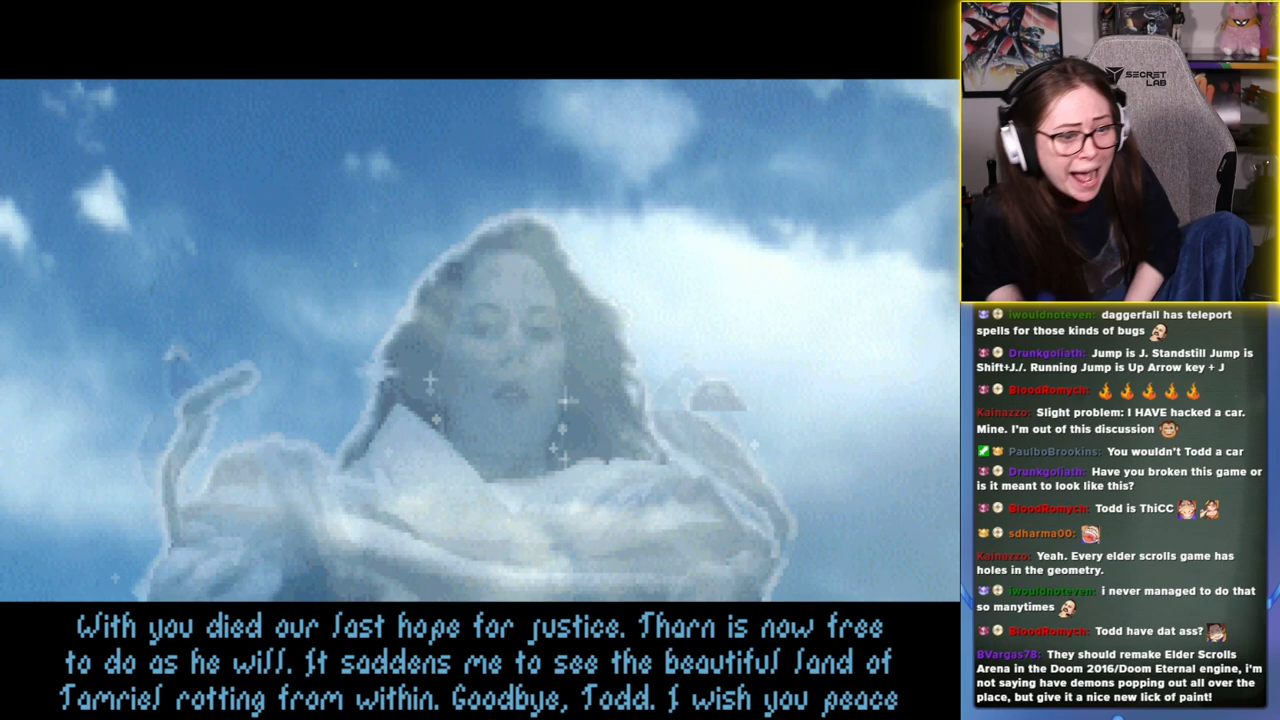 SECRET
LAB
iwouldnoteven: daggerfall has teleport
spells for those kinds of bugs
Drunkgoliath: Jump is J. Standstill Jump is
Shift+J./. Running Jump is Up Arrow key + J
BloodRomych:
Kainazzo: Slight problem: I HAVE hacked a car.
Mine. I'm out of this discussion
PaulboBrookins: You wouldn't Todd a car
Drunkgoliath: Have you broken this game or
is it meant to look like this?
BloodRomych: Todd is ThiCC
sdharma00:
Kainazzo: Yeah. Every elder scrolls game has
holes in the geometry.
iwouldnoteven: i never managed to do that
so manytimes
BloodRomych: Todd have dat ass?
BVargas78: They should remake Elder Scrolls
Arena in the Doom 2016/Doom Eternal engine, i'm
not saying have demons popping out all over the
place, but give it a nice new lick of paint!
With you died our last hope for justice. Tharn is now free
to do as he will. It saddens me to see the beautiful land of
Tamriel rotting from within. Goodbye, Todd. I wish you peace